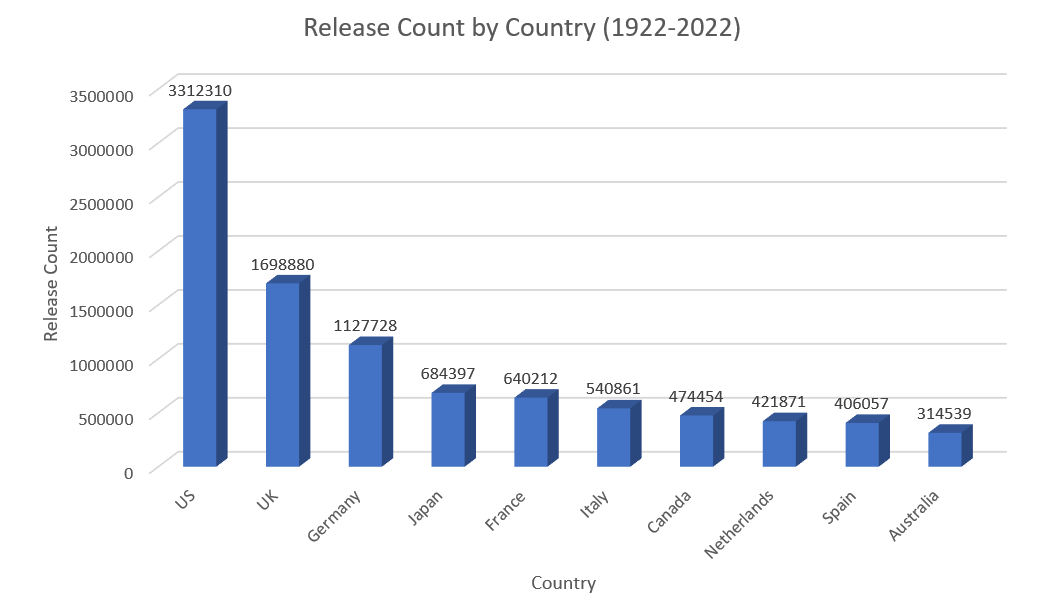 Release Count by Country (1922-2022)
3500000
3000000
2500000
2000000
1500000
1000000
500000
0
Release Count
3312310
1698880
1127728
684397
640212
540861
474454
421871
406057
314539
US
UK
Germany
Japan
France
Italy
Canada
Netherlands
Spain
Australia
Country